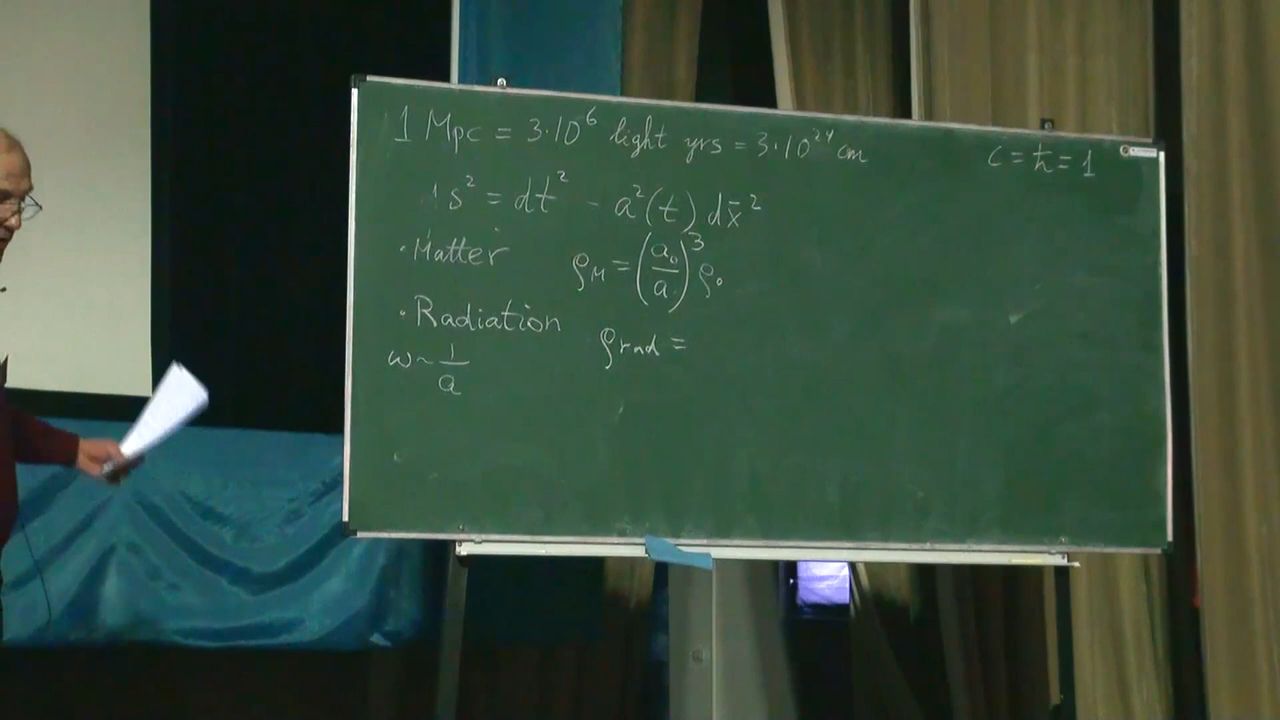 1 Mpc = 3·10⁶ light yrs = 3·10²⁴ cm
c = ħ = 1
ds² = dt² - a²(t) dx̄²
· Matter ρ_M = (a₀/a)³ ρ₀
· Radiation ρ_rad =
ω ~ 1/a